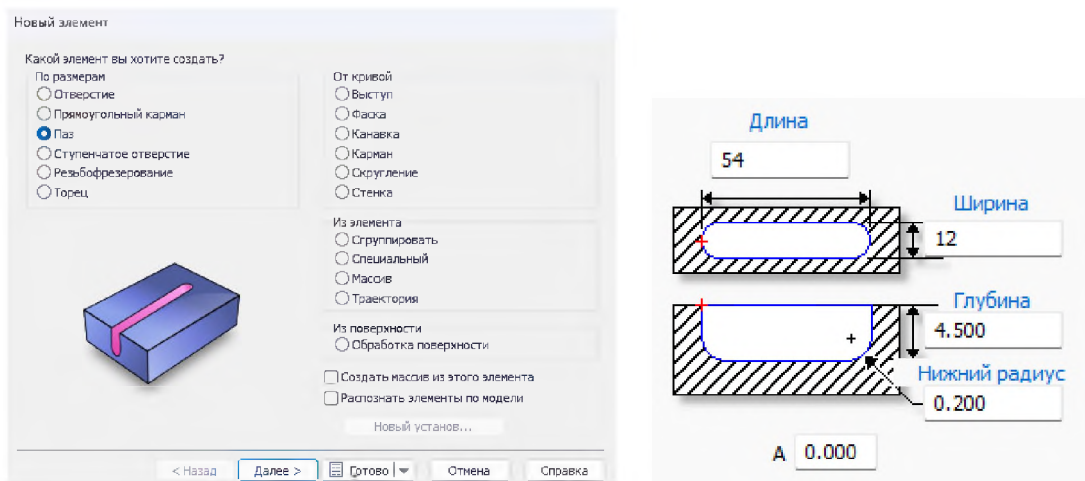 Новый элемент
Какой элемент вы хотите создать?
По размерам
Отверстие
Прямоугольный карман
Паз
Ступенчатое отверстие
Резьбофрезерование
Торец
От кривой
Выступ
Фаска
Канавка
Карман
Скругление
Стенка
Из элемента
Сгруппировать
Специальный
Массив
Траектория
Из поверхности
Обработка поверхности
Создать массив из этого элемента
Распознать элементы по модели
Новый установ...
< Назад Далее > Готово Отмена Справка
Длина
54
Ширина
12
Глубина
4.500
Нижний радиус
0.200
A 0.000